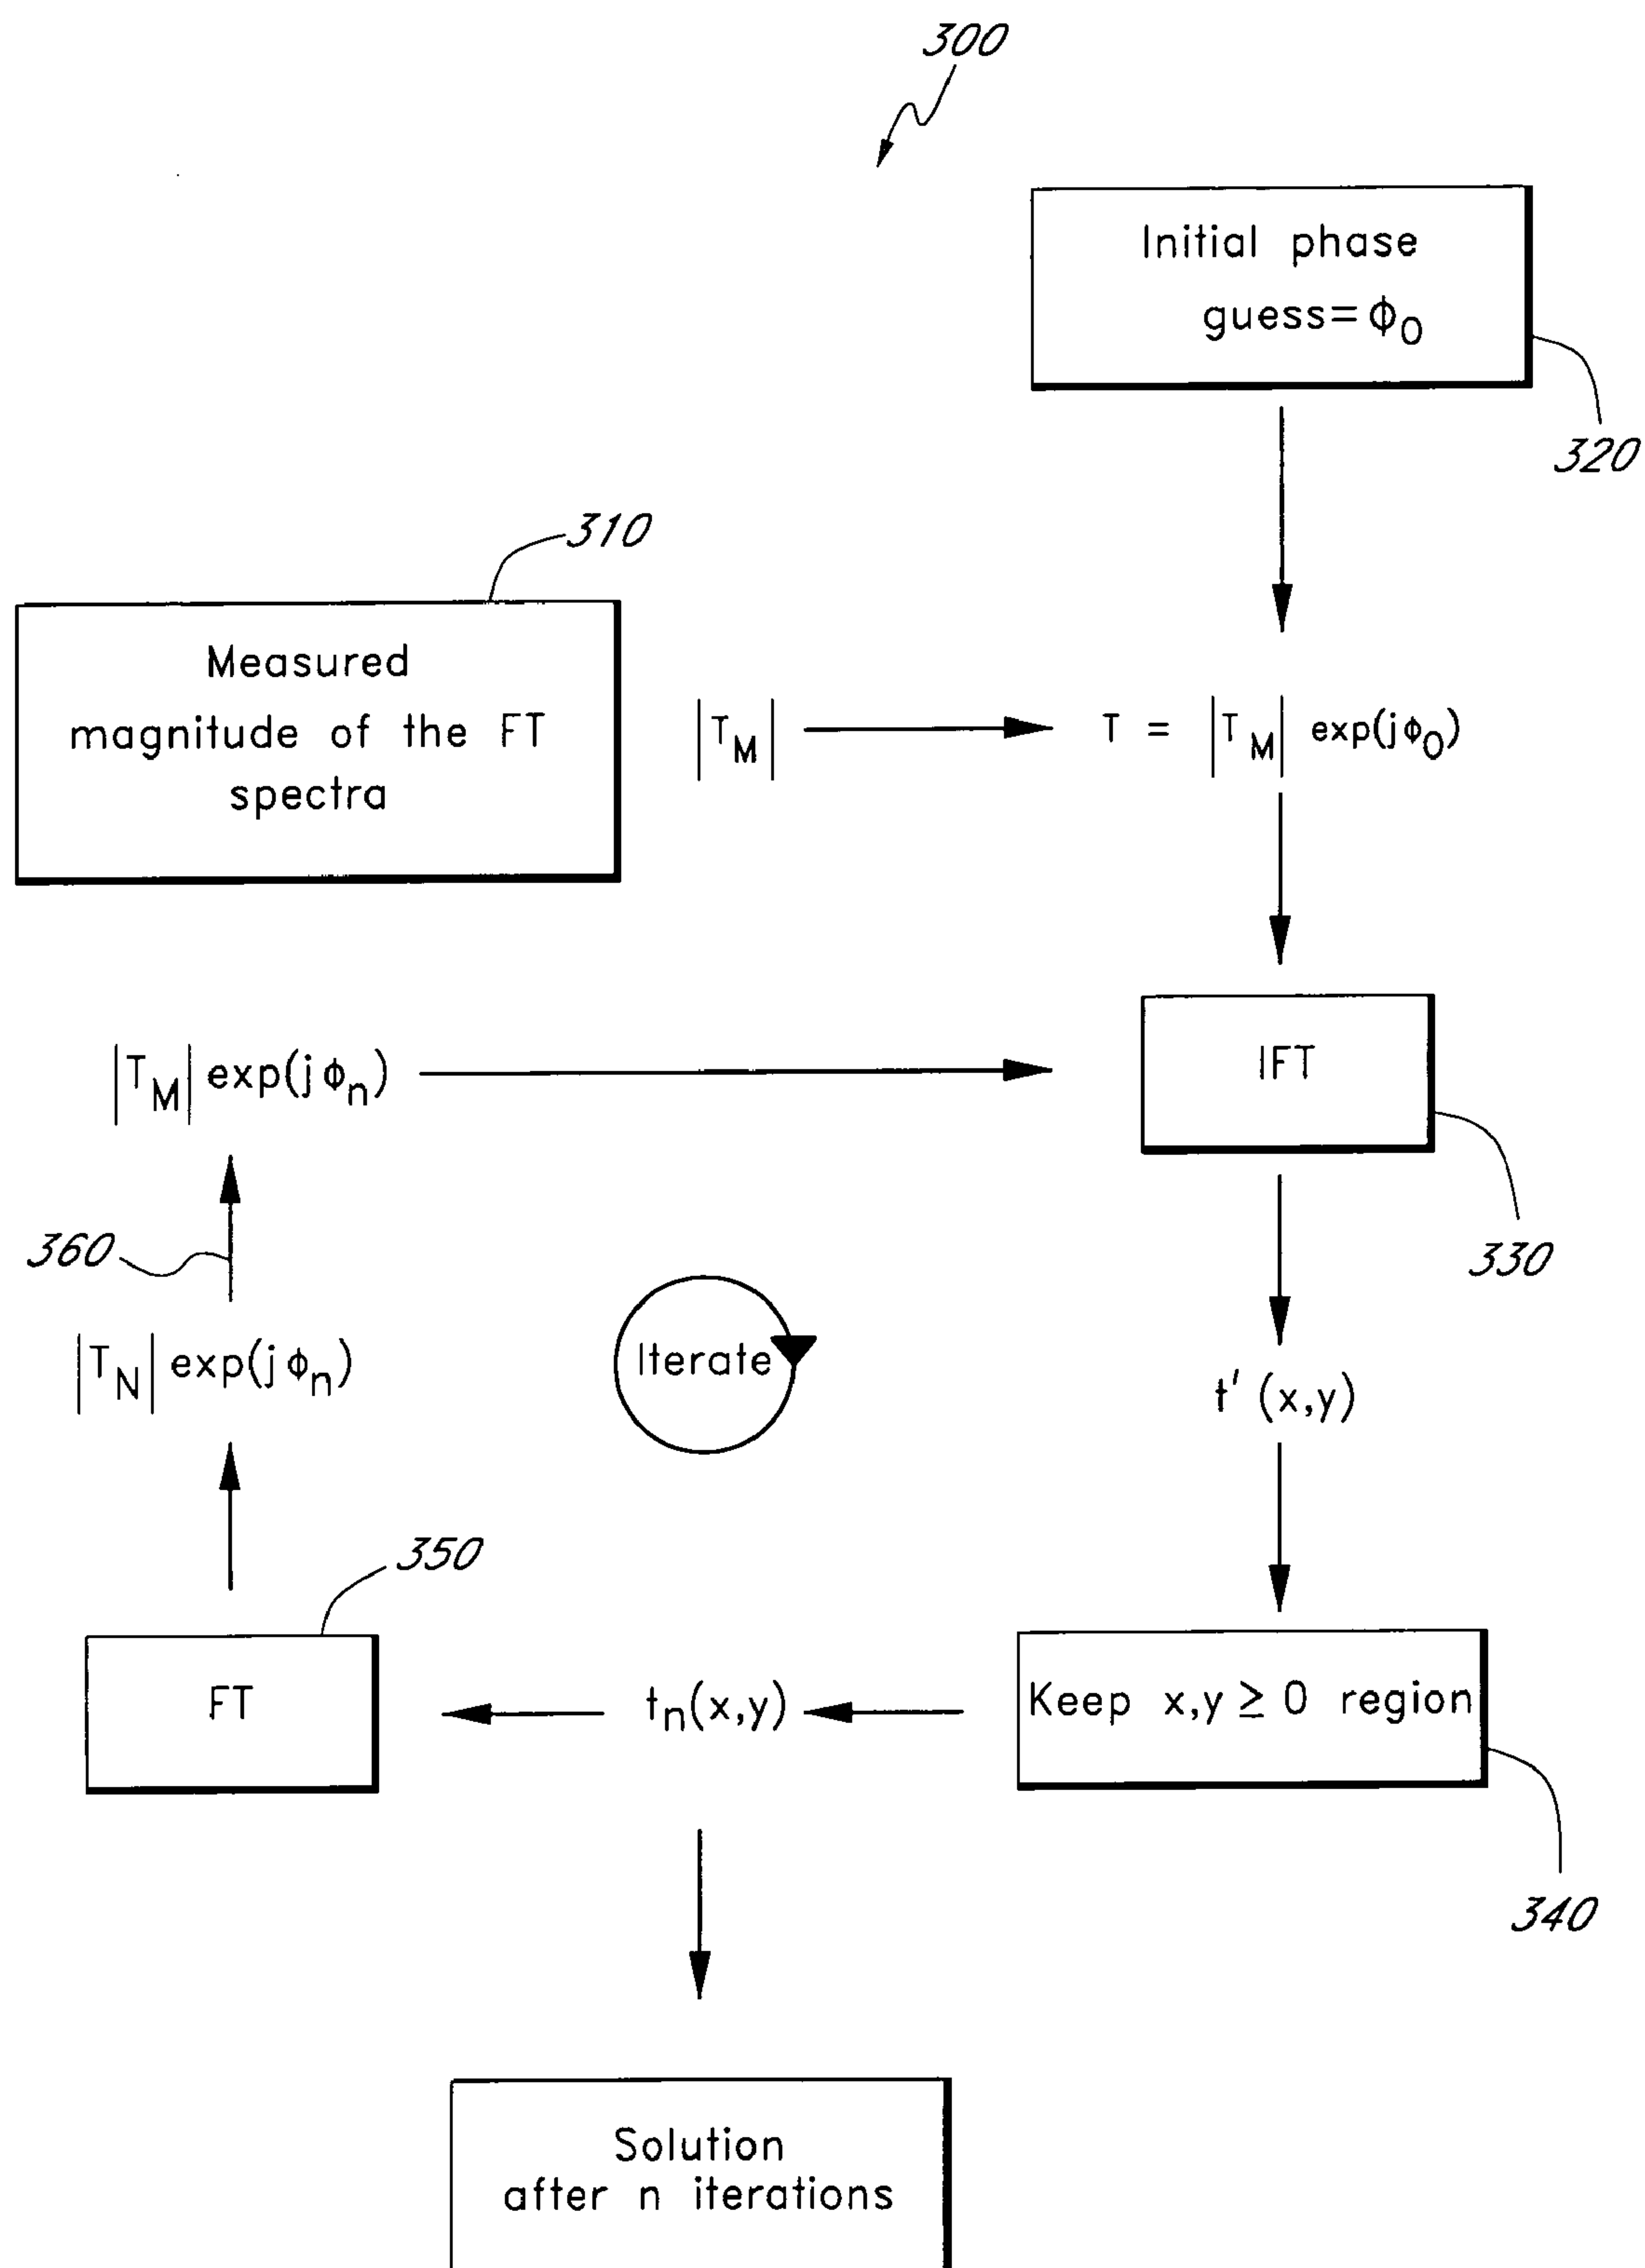 300
Initial phase
guess=ϕ0
320
310
Measured
magnitude of the FT
spectra
|TM|
T = |TM| exp(jϕ0)
|TM| exp(jϕn)
IFT
330
360
|TN| exp(jϕn)
Iterate
t'(x,y)
350
FT
tn(x,y)
Keep x,y ≥ 0 region
340
Solution
after n iterations